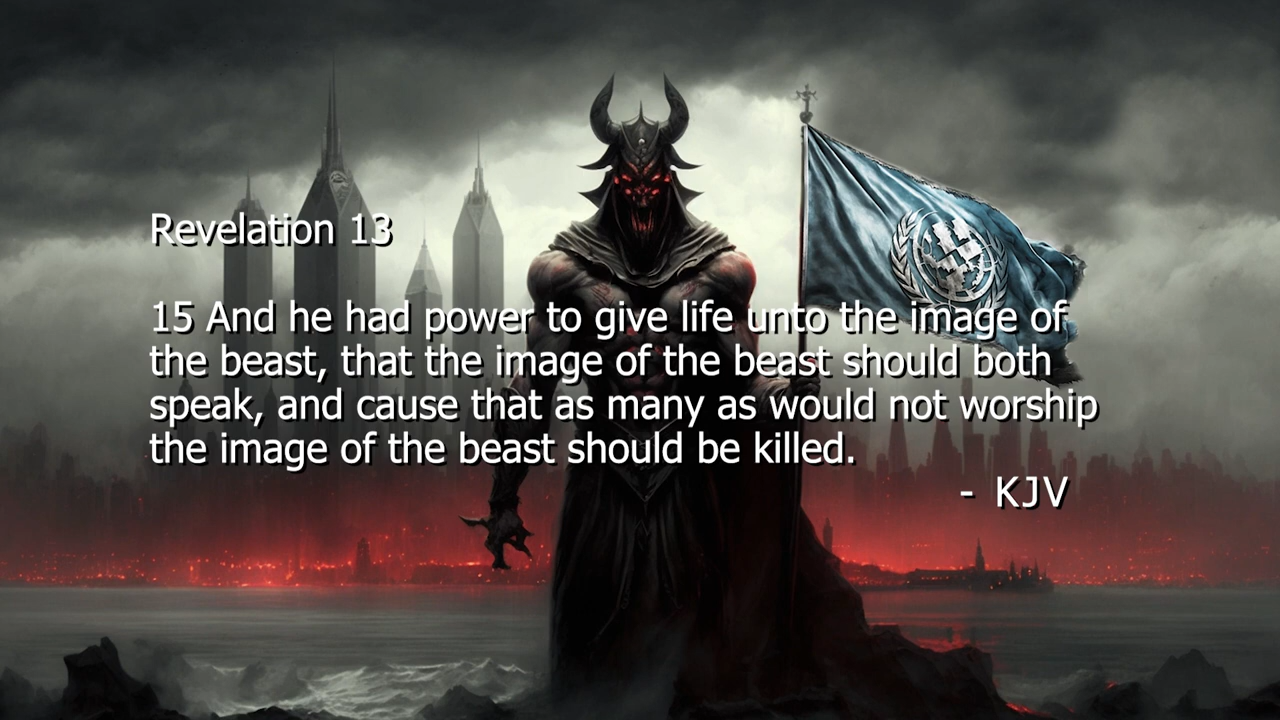 Revelation 13
15 And he had power to give life unto the image of
the beast, that the image of the beast should both
speak, and cause that as many as would not worship
the image of the beast should be killed.
- KJV